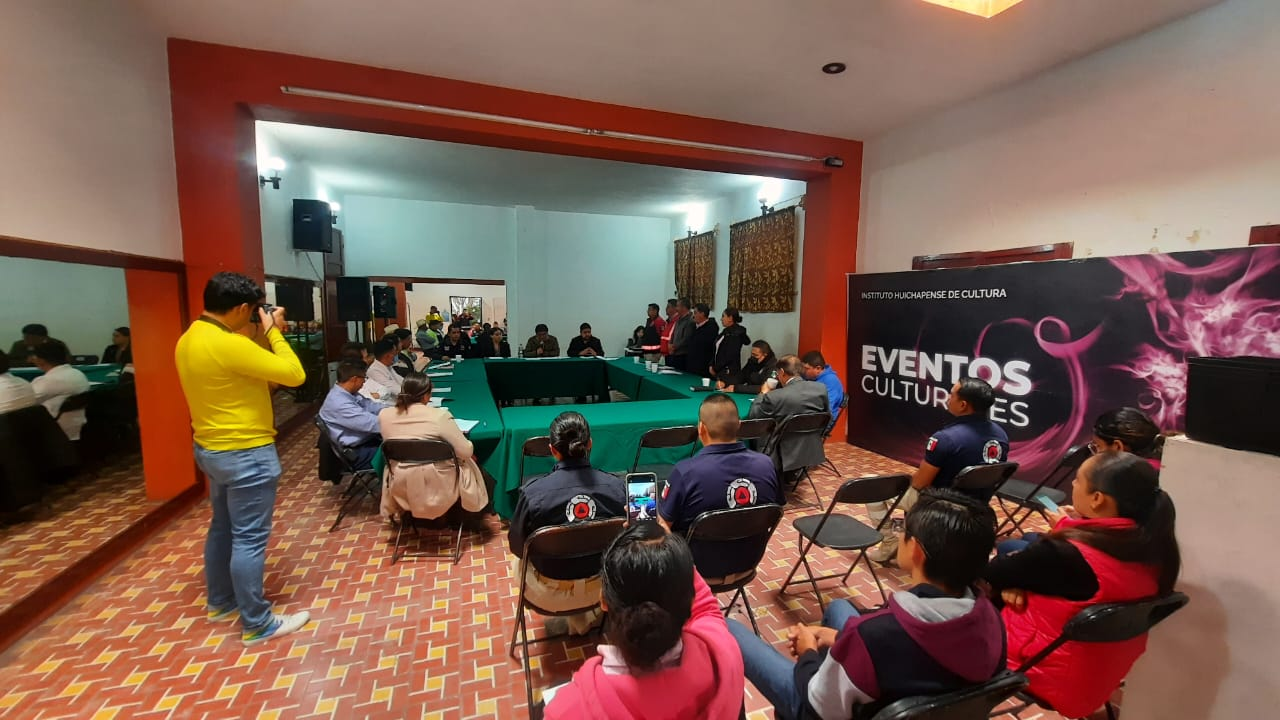 INSTITUTO HUICHAPENSE DE CULTURA
EVENTOS
CULTURALES